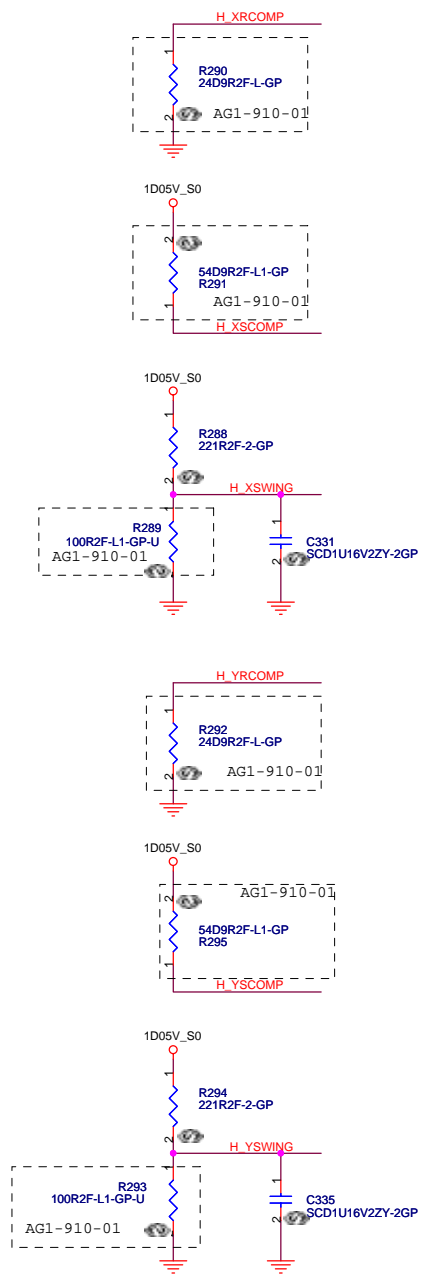 H_XRCOMP
1
R290
24D9R2F-L-GP
2
AG1-910-01
1D05V_S0
2
54D9R2F-L1-GP
R291
AG1-910-01
1
H_XSCOMP
1D05V_S0
1
R288
221R2F-2-GP
2
H_XSWING
1
R289
100R2F-L1-GP-U
AG1-910-01
1
C331
SCD1U16V2ZY-2GP
2
H_YRCOMP
1
R292
24D9R2F-L-GP
2
AG1-910-01
1D05V_S0
AG1-910-01
2
54D9R2F-L1-GP
R295
1
H_YSCOMP
1D05V_S0
1
R294
221R2F-2-GP
2
H_YSWING
1
R293
100R2F-L1-GP-U
AG1-910-01
1
C335
SCD1U16V2ZY-2GP
2